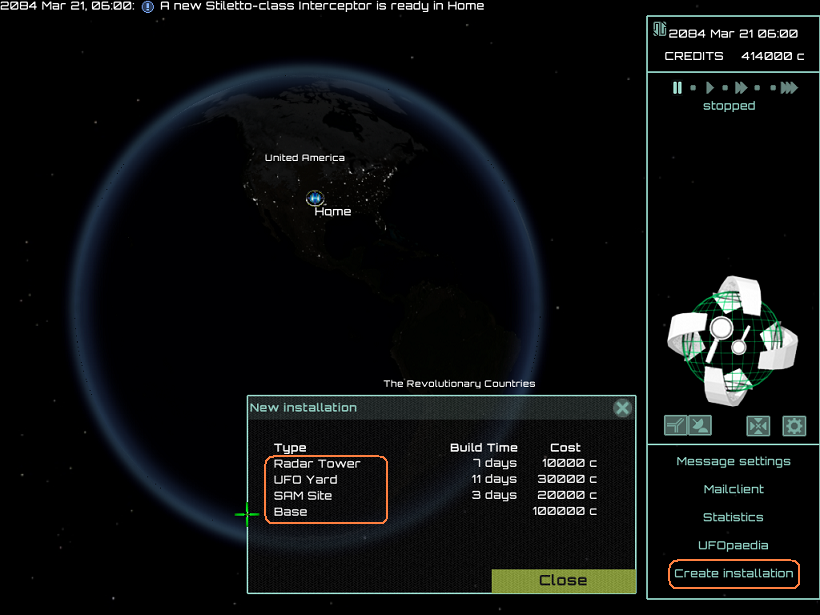 2084 Mar 21, 06:00: A new Stiletto-class Interceptor is ready in Home
2084 Mar 21 06:00
CREDITS 414000 c
stopped
United America
Home
The Revolutionary Countries
New installation
Type Build Time Cost
Radar Tower 7 days 10000 c
UFO Yard 11 days 30000 c
SAM Site 3 days 20000 c
Base 100000 c
Close
Message settings
Mailclient
Statistics
UFOpaedia
Create installation